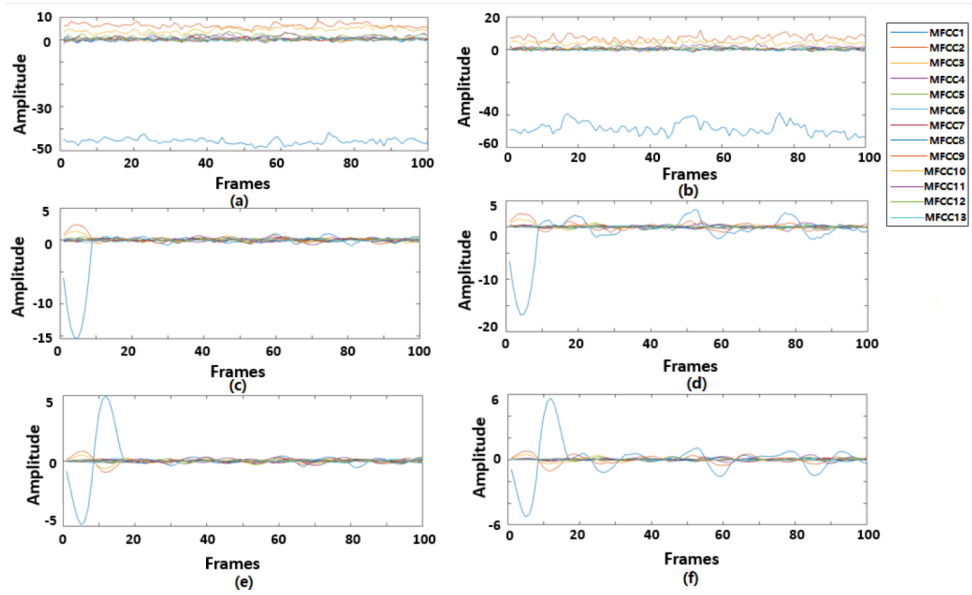 10
0
-30
-50
Amplitude
0
20
40
60
80
100
Frames
(a)
20
0
-40
-60
Amplitude
0
20
40
60
80
100
Frames
(b)
MFCC1
MFCC2
MFCC3
MFCC4
MFCC5
MFCC6
MFCC7
MFCC8
MFCC9
MFCC10
MFCC11
MFCC12
MFCC13
5
0
-10
-15
Amplitude
0
20
40
60
80
100
Frames
(c)
5
0
-10
-20
Amplitude
0
20
40
60
80
100
Frames
(d)
5
0
-5
Amplitude
0
20
40
60
80
100
Frames
(e)
6
0
-6
Amplitude
0
20
40
60
80
100
Frames
(f)